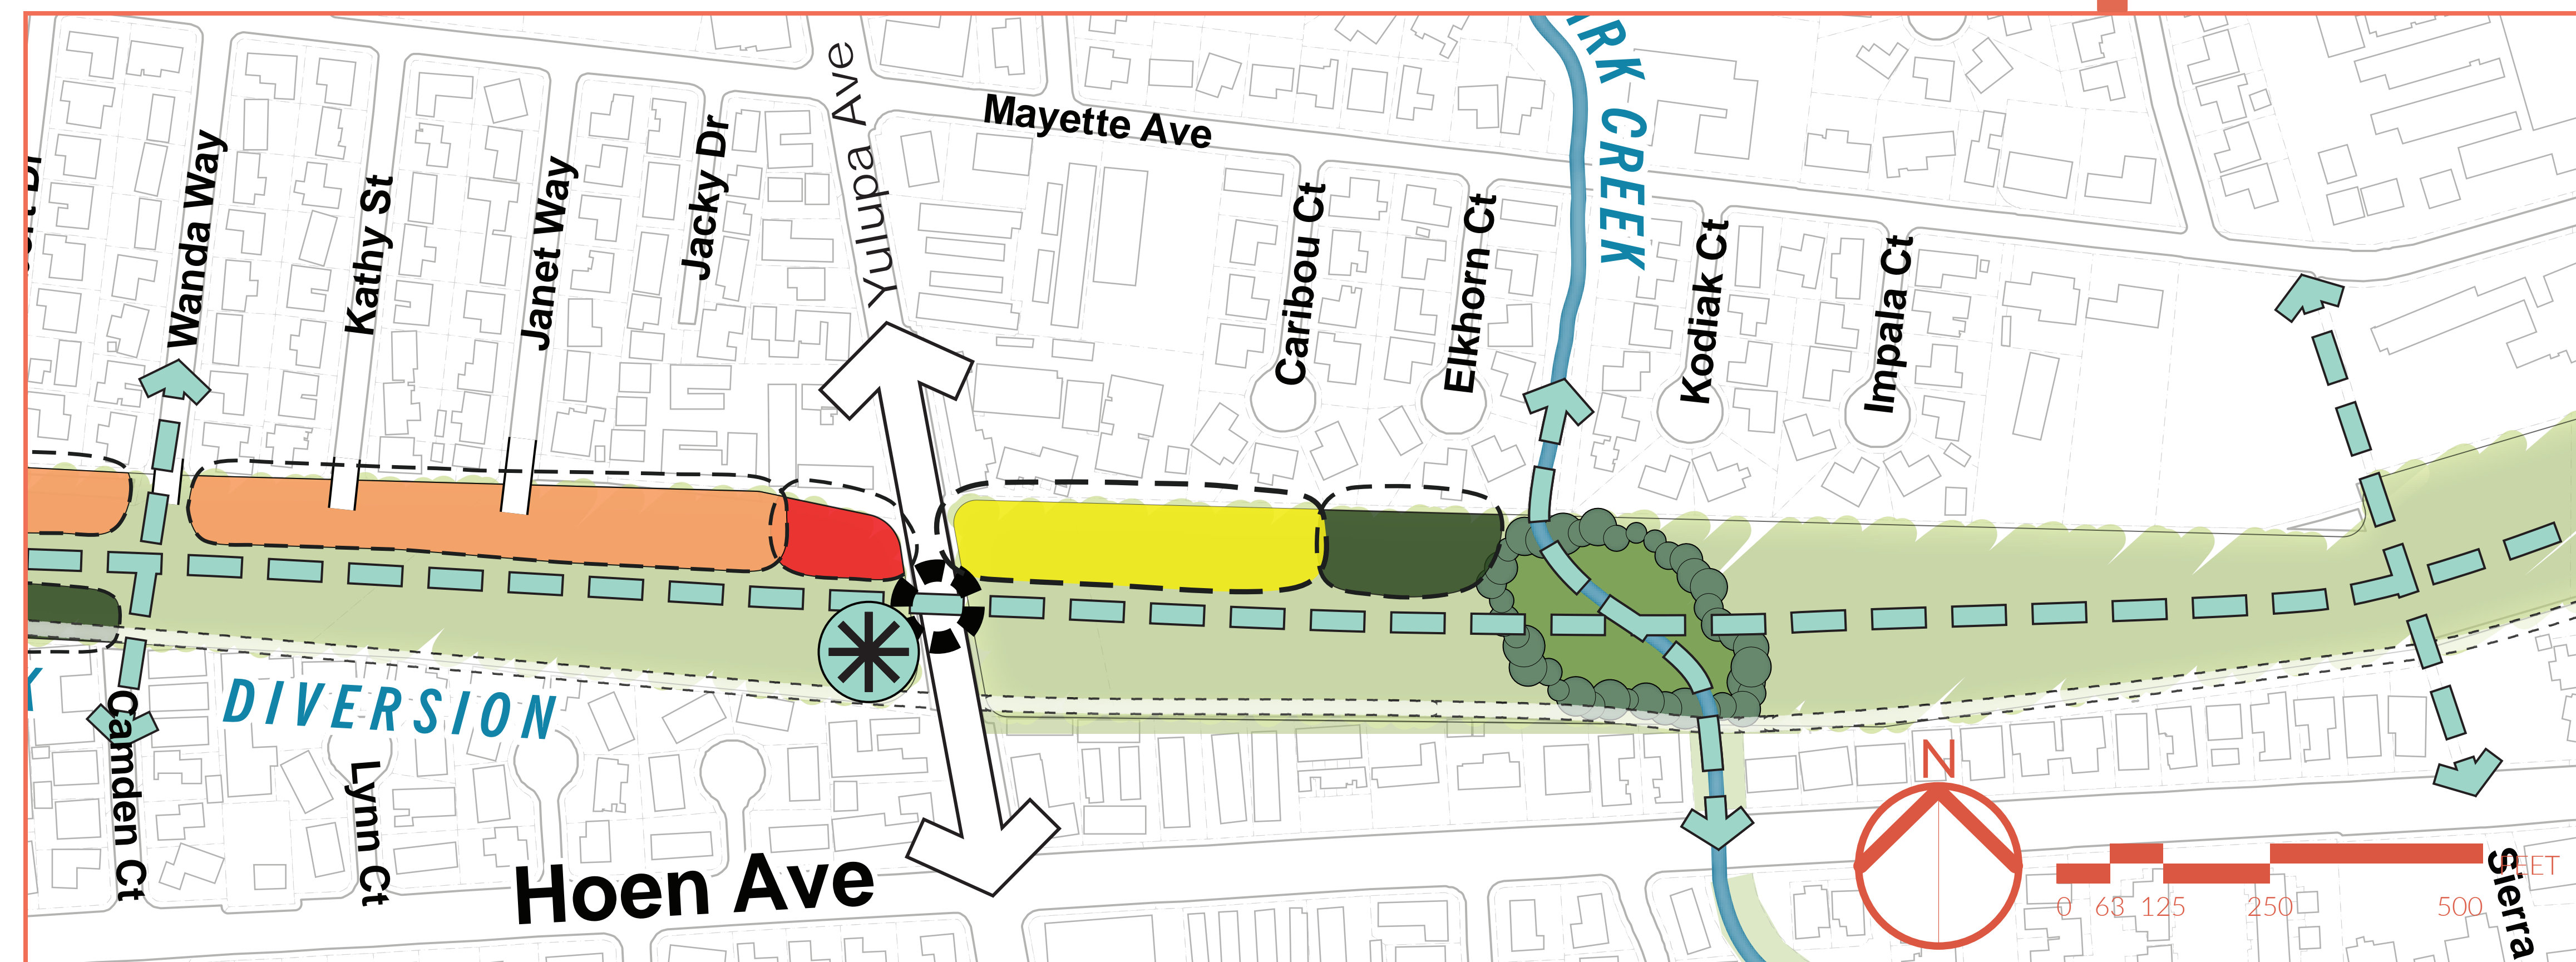 Mayette Ave
Yulupa Ave
IRK CREEK
Wanda Way
Kathy St
Janet Way
Jacky Dr
Caribou Ct
Elkhorn Ct
Kodiak Ct
Impala Ct
K
DIVERSION
Camden Ct
Lynn Ct
Hoen Ave
N
0 63 125 250 500
FEET
Sierra